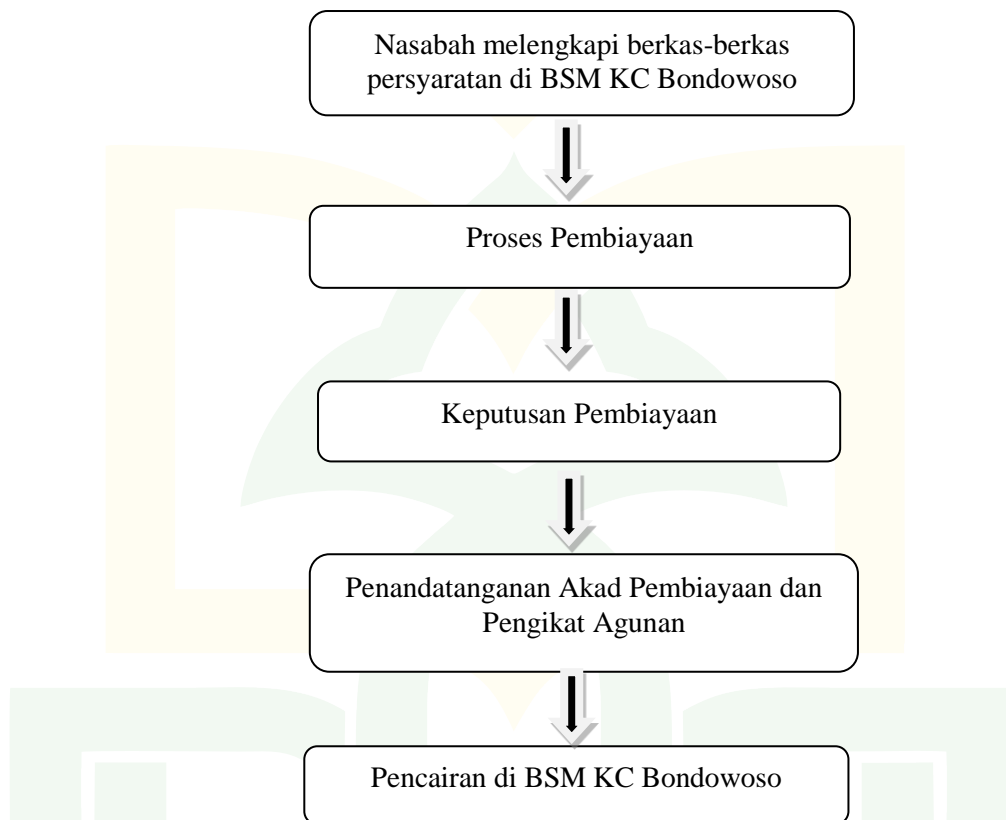 Nasabah melengkapi berkas-berkas
persyaratan di BSM KC Bondowoso
Proses Pembiayaan
Keputusan Pembiayaan
Penandatanganan Akad Pembiayaan dan
Pengikat Agunan
Pencairan di BSM KC Bondowoso